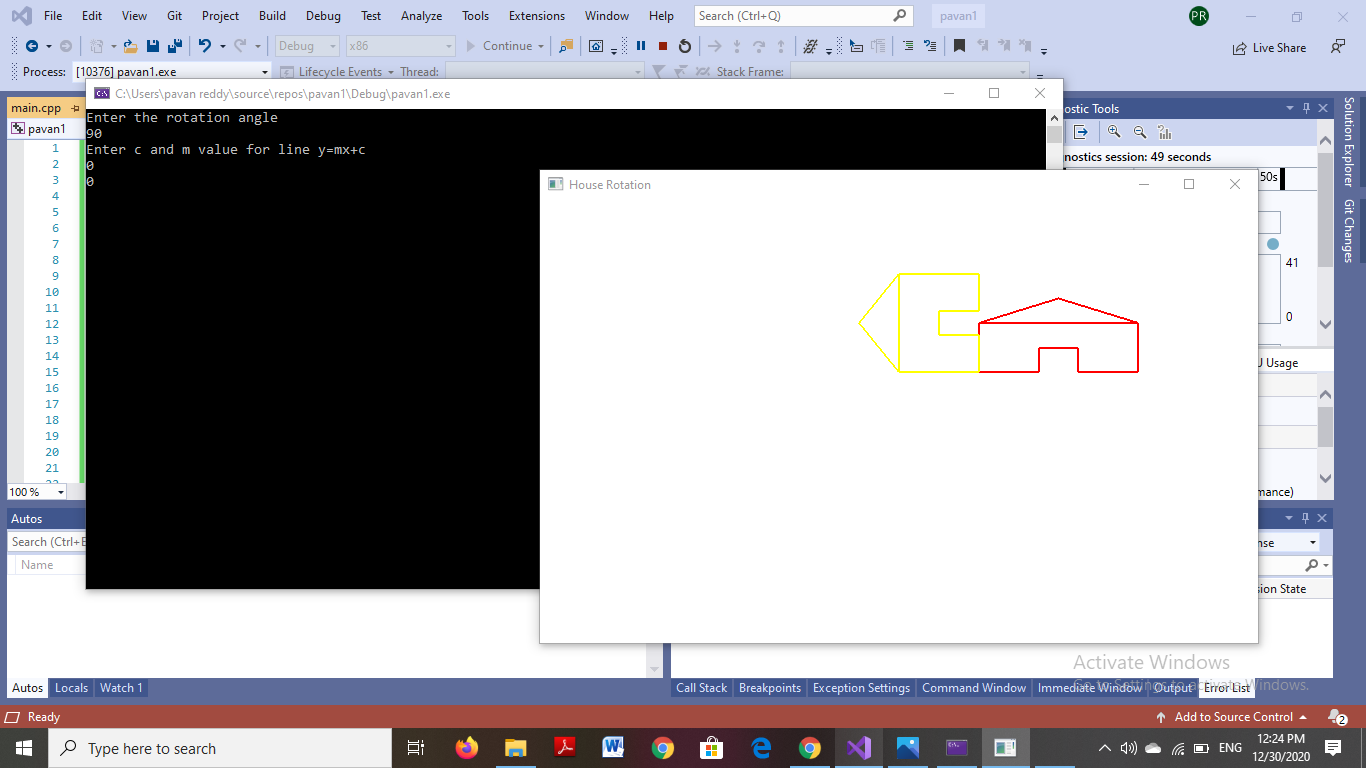 File Edit View Git Project Build Debug Test Analyze Tools Extensions Window Help Search (Ctrl+Q) pavan1 PR
Debug x86 Continue Live Share
Process: [10376] pavan1.exe Lifecycle Events Thread: Stack Frame:
C:\Users\pavan reddy\source\repos\pavan1\Debug\pavan1.exe
main.cpp
pavan1
Enter the rotation angle
90
Enter c and m value for line y=mx+c
0
0
1
2
3
4
5
6
7
8
9
10
11
12
13
14
15
16
17
18
19
20
21
100 %
House Rotation
ostic Tools
nostics session: 49 seconds
50s
41
0
U Usage
mance)
Solution Explorer
Git Changes
Autos
Search (Ctrl+E
Name
nse
sion State
Activate Windows
Go to Settings to activate Windows.
Autos Locals Watch 1
Call Stack Breakpoints Exception Settings Command Window Immediate Window Output Error List
Ready Add to Source Control 2
Type here to search
ENG
12:24 PM
12/30/2020